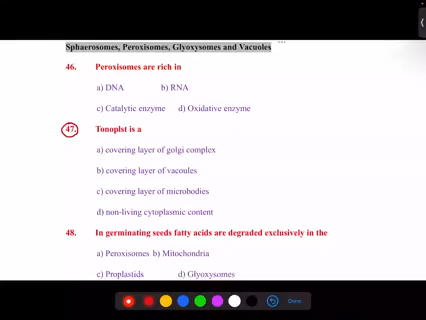 Sphaerosomes, Peroxisomes, Glyoxysomes and Vacuoles
46. Peroxisomes are rich in
a) DNA b) RNA
c) Catalytic enzyme d) Oxidative enzyme
47. Tonoplst is a
a) covering layer of golgi complex
b) covering layer of vacoules
c) covering layer of microbodies
d) non-living cytoplasmic content
48. In germinating seeds fatty acids are degraded exclusively in the
a) Peroxisomes b) Mitochondria
c) Proplastids d) Glyoxysomes
Done